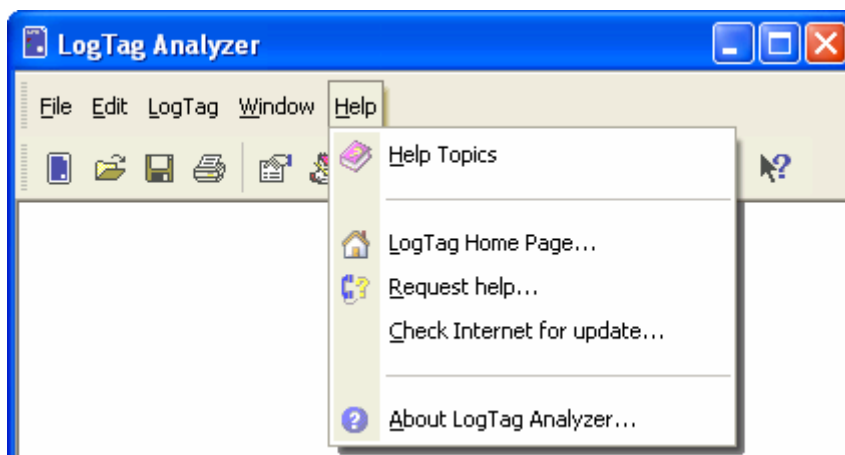 LogTag Analyzer
File Edit LogTag Window Help
Help Topics
LogTag Home Page...
Request help...
Check Internet for update...
About LogTag Analyzer...